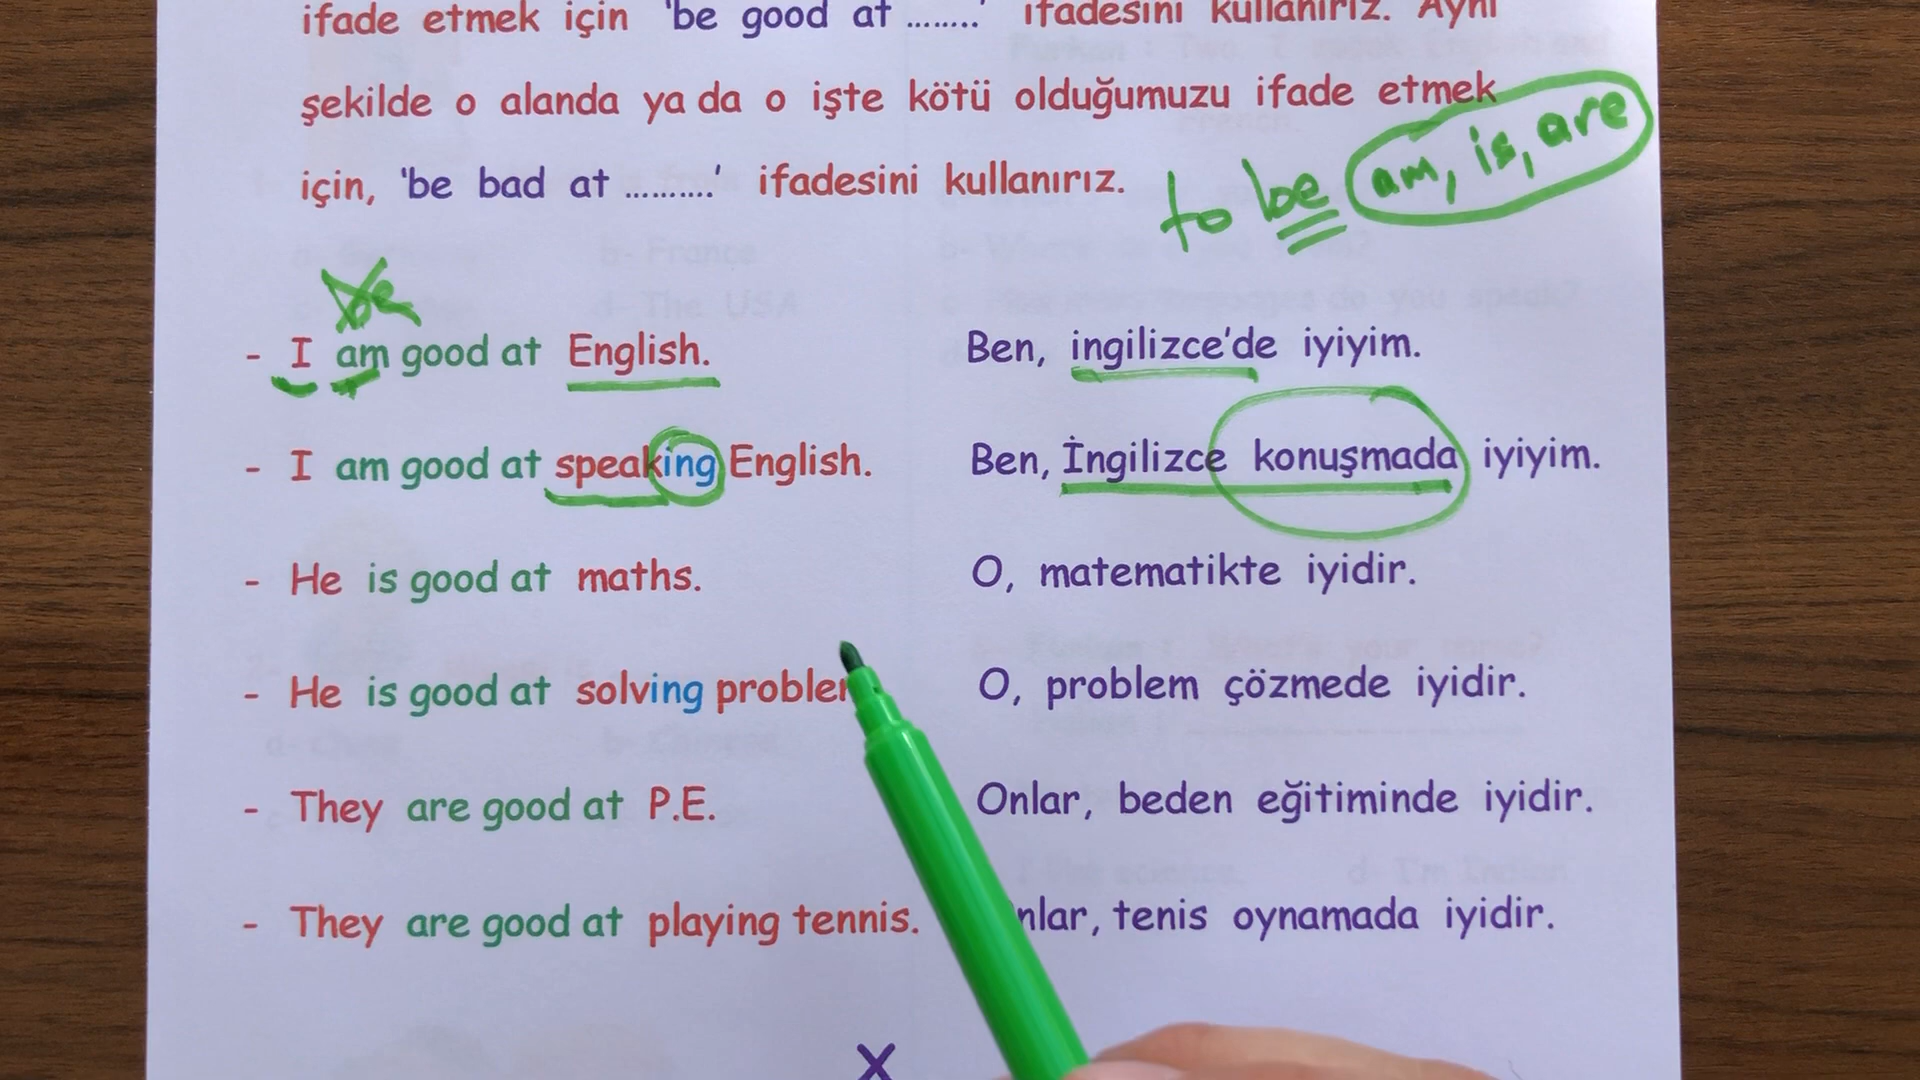 ifade etmek için 'be good at ........' ifadesini kullanırız. Aynı
şekilde o alanda ya da o işte kötü olduğumuzu ifade etmek
için, 'be bad at ..........' ifadesini kullanırız.
to be am, is, are
be
- I am good at English. Ben, ingilizce'de iyiyim.
- I am good at speaking English. Ben, İngilizce konuşmada iyiyim.
- He is good at maths. O, matematikte iyidir.
- He is good at solving O, problem çözmede iyidir.
- They are good at P.E. Onlar, beden eğitiminde iyidir.
- They are good at playing tennis. tenis oynamada iyidir.
X